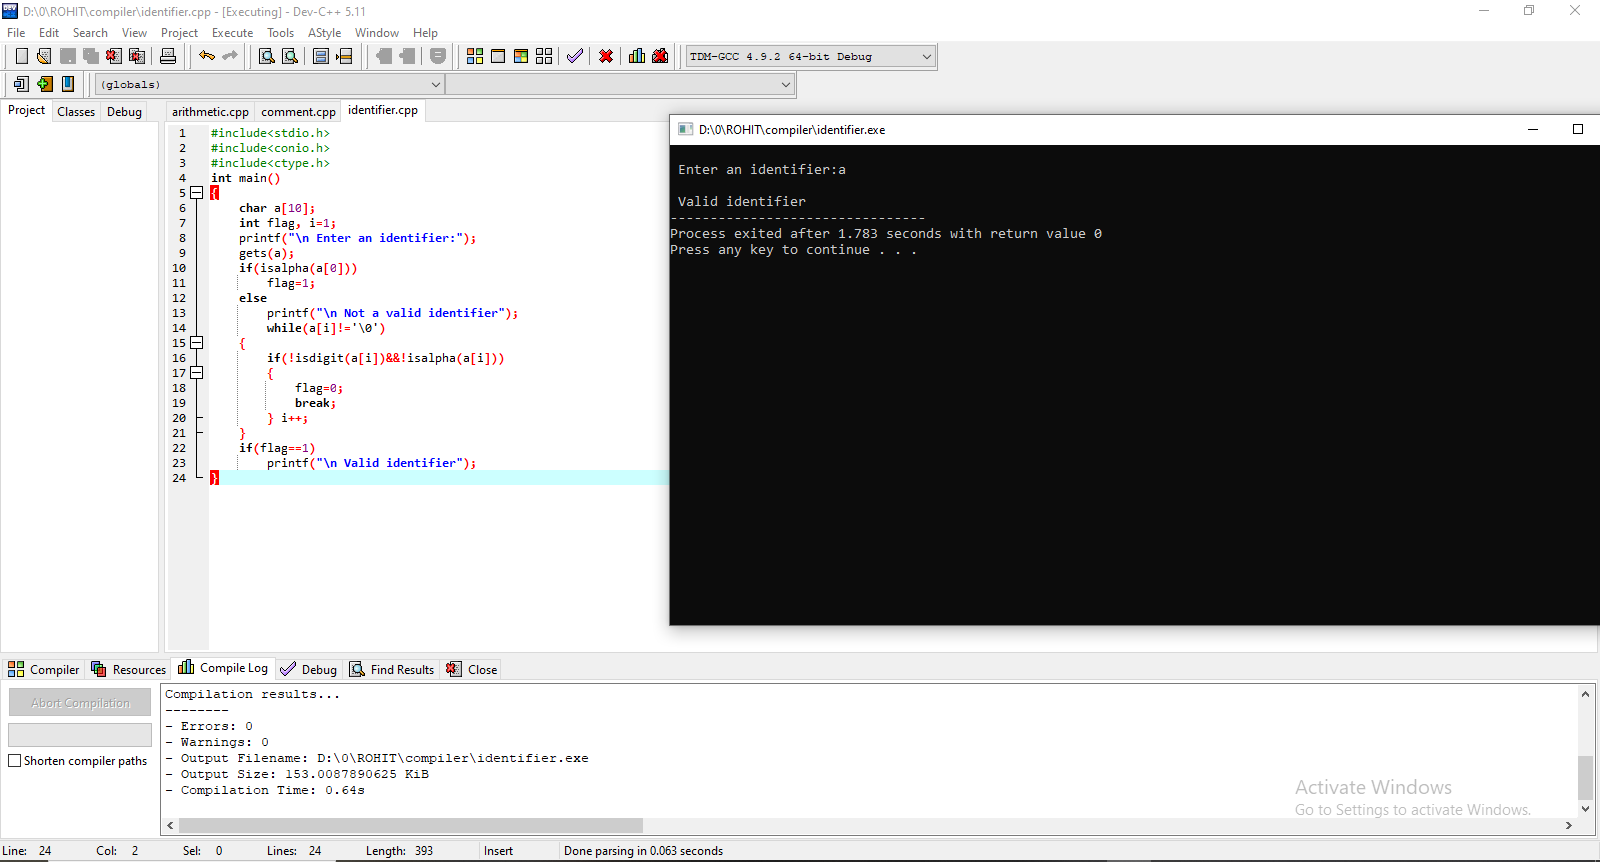 D:\0\ROHIT\compiler\identifier.cpp - [Executing] - Dev-C++ 5.11
File Edit Search View Project Execute Tools AStyle Window Help
TDM-GCC 4.9.2 64-bit Debug
(globals)
Project Classes Debug
arithmetic.cpp comment.cpp identifier.cpp
1 #include<stdio.h>
2 #include<conio.h>
3 #include<ctype.h>
4 int main()
5 {
6 char a[10];
7 int flag, i=1;
8 printf("\n Enter an identifier:");
9 gets(a);
10 if(isalpha(a[0]))
11 flag=1;
12 else
13 printf("\n Not a valid identifier");
14 while(a[i]!='\0')
15 {
16 if(!isdigit(a[i])&&!isalpha(a[i]))
17 {
18 flag=0;
19 break;
20 } i++;
21 }
22 if(flag==1)
23 printf("\n Valid identifier");
24 }
D:\0\ROHIT\compiler\identifier.exe
Enter an identifier:a
Valid identifier
--------------------------------
Process exited after 1.783 seconds with return value 0
Press any key to continue . . .
Compiler Resources Compile Log Debug Find Results Close
Abort Compilation
Shorten compiler paths
Compilation results...
--------
- Errors: 0
- Warnings: 0
- Output Filename: D:\0\ROHIT\compiler\identifier.exe
- Output Size: 153.0087890625 KiB
- Compilation Time: 0.64s
Activate Windows
Go to Settings to activate Windows.
Line: 24 Col: 2 Sel: 0 Lines: 24 Length: 393 Insert Done parsing in 0.063 seconds